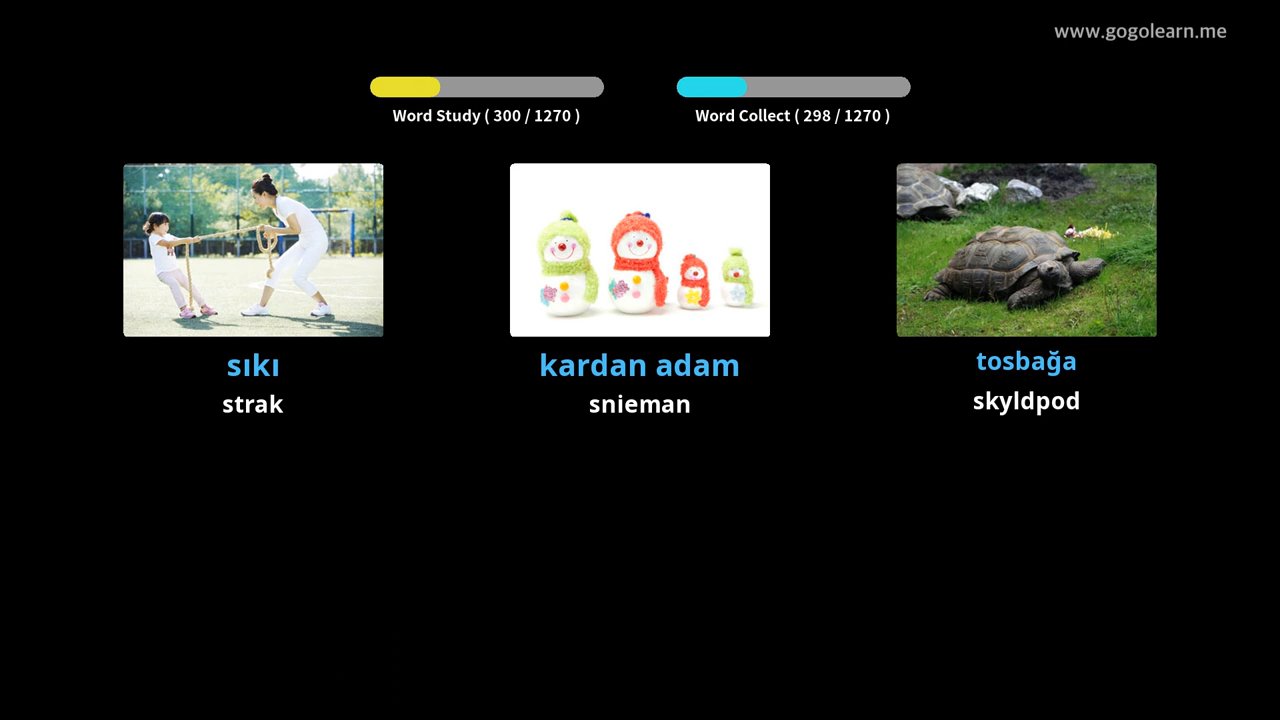 www.gogolearn.me
Word Study ( 300 / 1270 )
Word Collect ( 298 / 1270 )
sıkı
strak
kardan adam
snieman
tosbağa
skyldpod